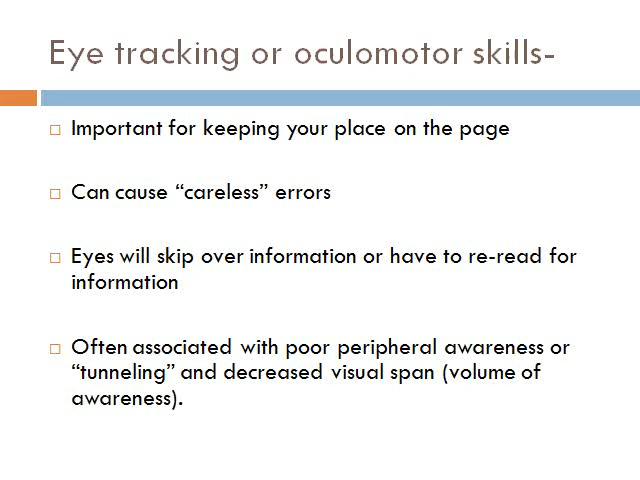 Eye tracking or oculomotor skills-
Important for keeping your place on the page
Can cause “careless” errors
Eyes will skip over information or have to re-read for
information
Often associated with poor peripheral awareness or
“tunneling” and decreased visual span (volume of
awareness).